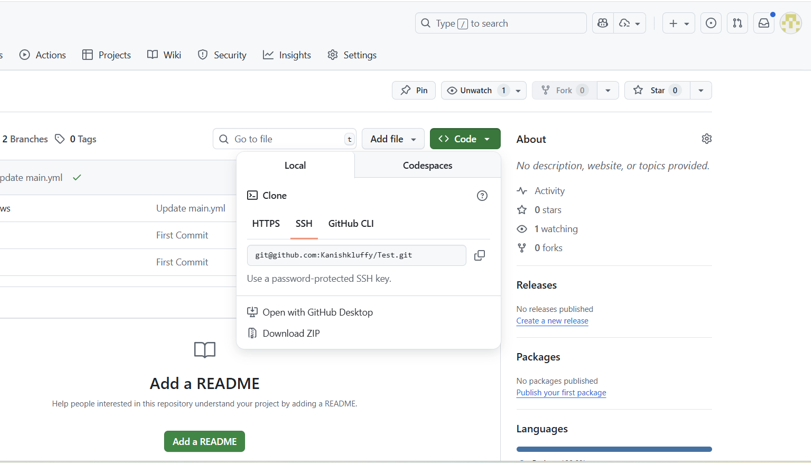 Type / to search
s Actions Projects Wiki Security Insights Settings
Pin Unwatch 1 Fork 0 Star 0
2 Branches 0 Tags
Go to file t
Add file
Code
pdate main.yml
ws Update main.yml
First Commit
First Commit
Local Codespaces
Clone
HTTPS SSH GitHub CLI
git@github.com:Kanishkluffy/Test.git
Use a password-protected SSH key.
Open with GitHub Desktop
Download ZIP
Add a README
Help people interested in this repository understand your project by adding a README.
Add a README
About
No description, website, or topics provided.
Activity
0 stars
1 watching
0 forks
Releases
No releases published
Create a new release
Packages
No packages published
Publish your first package
Languages